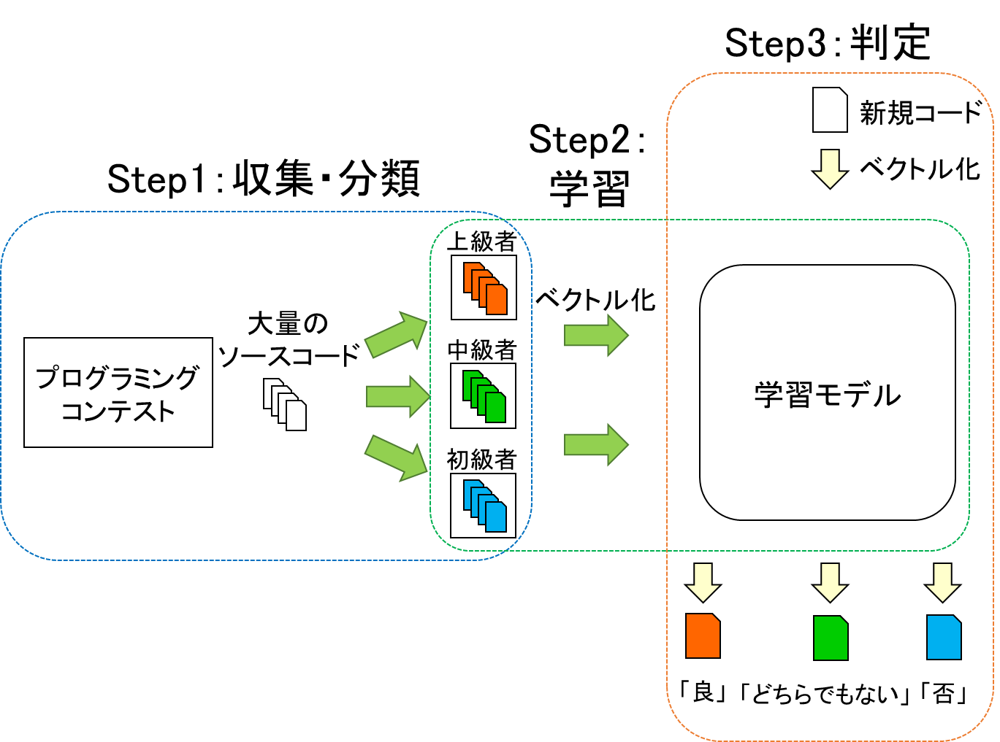 Step1：収集・分類
プログラミング
コンテスト
大量の
ソースコード
上級者
中級者
初級者
Step2：
学習
ベクトル化
学習モデル
Step3：判定
新規コード
ベクトル化
「良」
「どちらでもない」
「否」